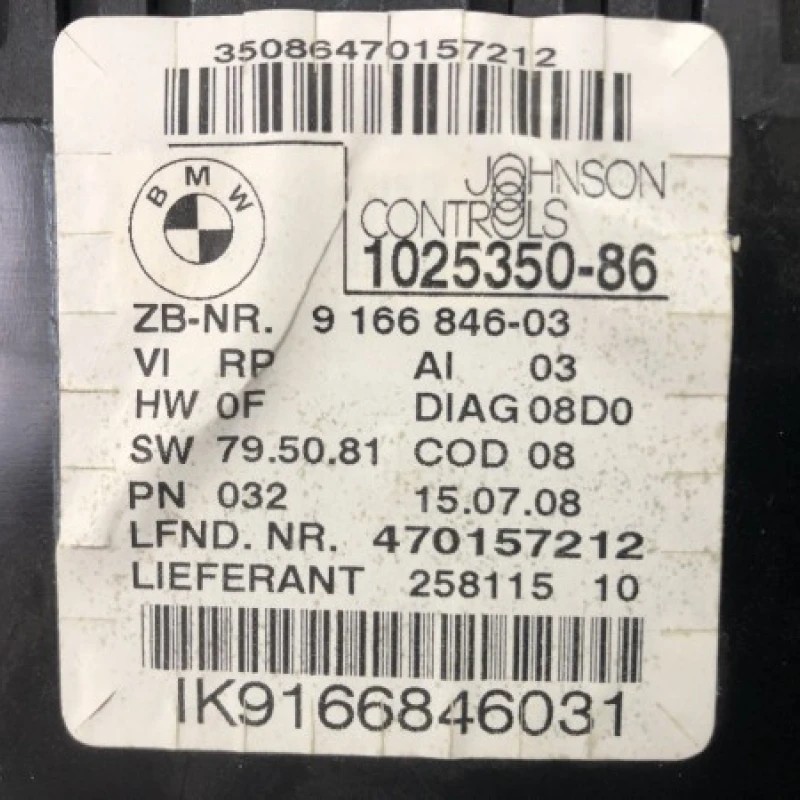 35086470157212
BMW
JOHNSON
CONTROLS
1025350-86
ZB-NR. 9 166 846-03
VI RP AI 03
HW 0F DIAG 08D0
SW 79.50.81 COD 08
PN 032 15.07.08
LFND. NR. 470157212
LIEFERANT 258115 10
IK9166846031